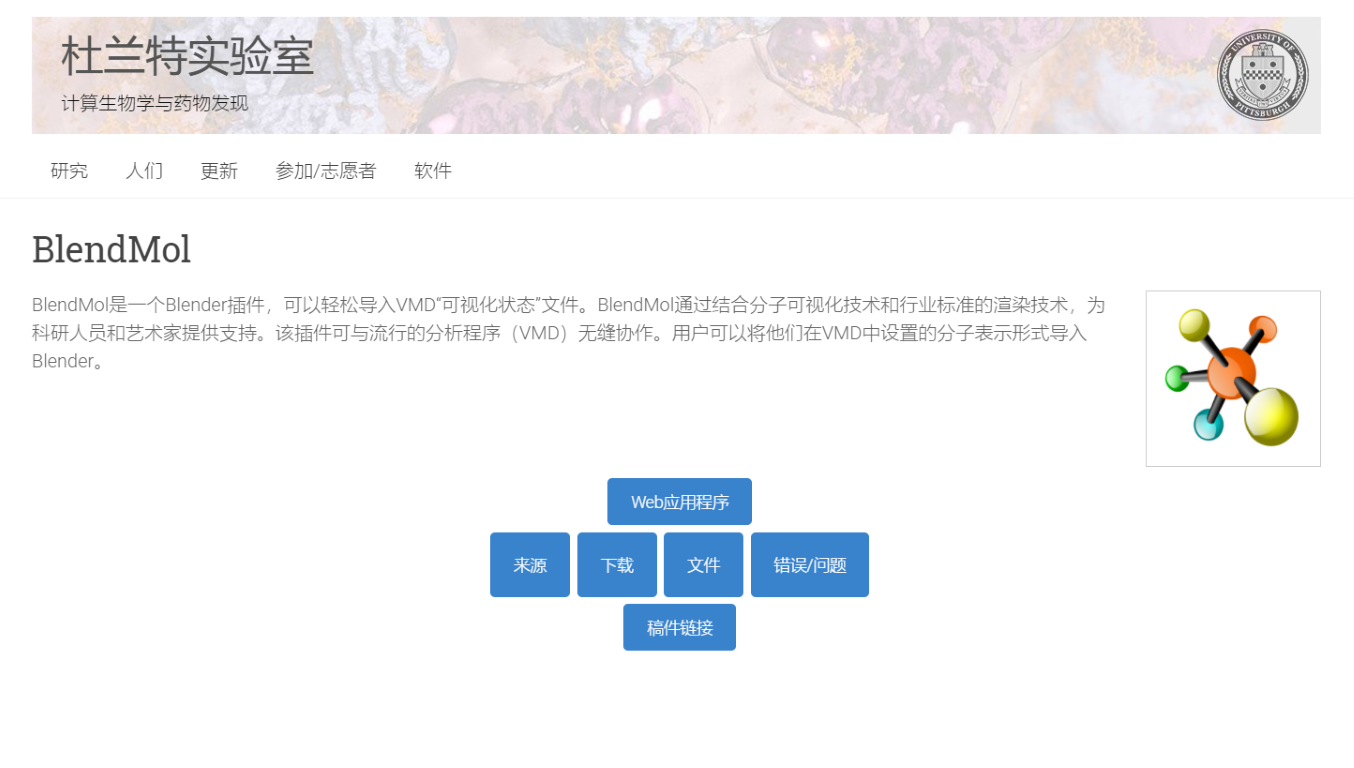 杜兰特实验室
计算生物学与药物发现
UNIVERSITY OF PITTSBURGH
研究 人们 更新 参加/志愿者 软件
BlendMol
BlendMol是一个Blender插件，可以轻松导入VMD“可视化状态”文件。BlendMol通过结合分子可视化技术和行业标准的渲染技术，为
科研人员和艺术家提供支持。该插件可与流行的分析程序（VMD）无缝协作。用户可以将他们在VMD中设置的分子表示形式导入
Blender。
Web应用程序
来源 下载 文件 错误/问题
稿件链接